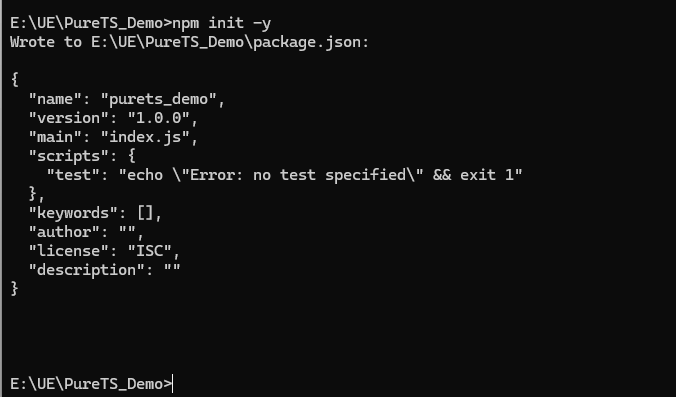 E:\UE\PureTS_Demo>npm init -y
Wrote to E:\UE\PureTS_Demo\package.json:
{
  "name": "purets_demo",
  "version": "1.0.0",
  "main": "index.js",
  "scripts": {
    "test": "echo \"Error: no test specified\" && exit 1"
  },
  "keywords": [],
  "author": "",
  "license": "ISC",
  "description": ""
}
E:\UE\PureTS_Demo>